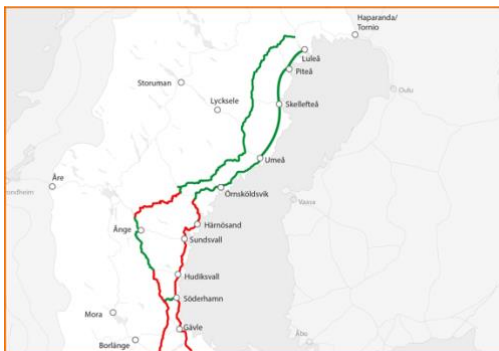 Haparanda/
Tornio
Luleå
Piteå
Storuman
Oulu
Lycksele
Skellefteå
Umeå
Åre
Örnsköldsvik
Vaasa
Härnösand
Ånge
Sundsvall
Hudiksvall
Söderhamn
Mora
Gävle
Borlänge
Åbo